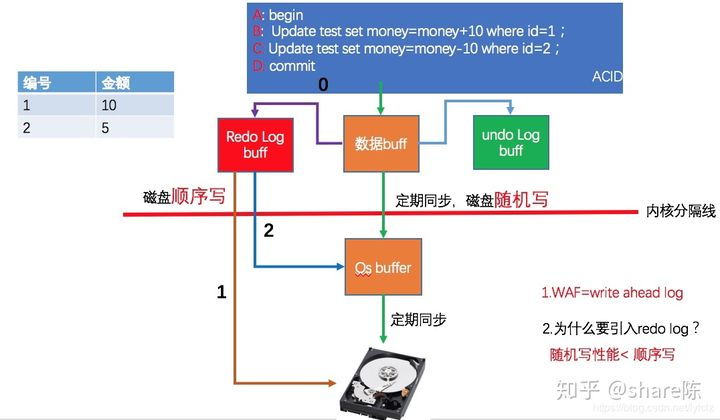 A: begin
B: Update test set money=money+10 where id=1；
C Update test set money=money-10 where id=2；
D: commit
ACID
0
编号 金额
1 10
2 5
Redo Log
buff
数据buff
undo Log
buff
磁盘顺序写
定期同步，磁盘随机写
内核分隔线
2
Os buffer
1
定期同步
1.WAF=write ahead log
2.为什么要引入redo log？
随机写性能< 顺序写
知乎 @share陈